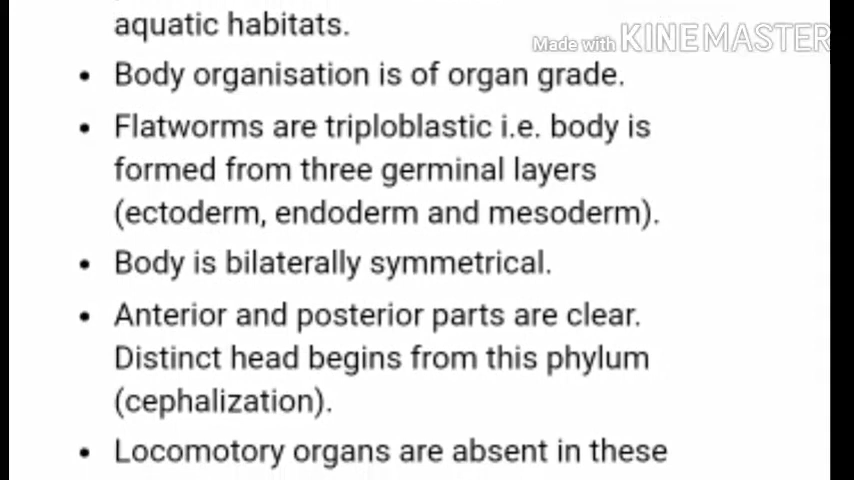 aquatic habitats.
Made with KINEMASTER
• Body organisation is of organ grade.
• Flatworms are triploblastic i.e. body is
formed from three germinal layers
(ectoderm, endoderm and mesoderm).
• Body is bilaterally symmetrical.
• Anterior and posterior parts are clear.
Distinct head begins from this phylum
(cephalization).
• Locomotory organs are absent in these